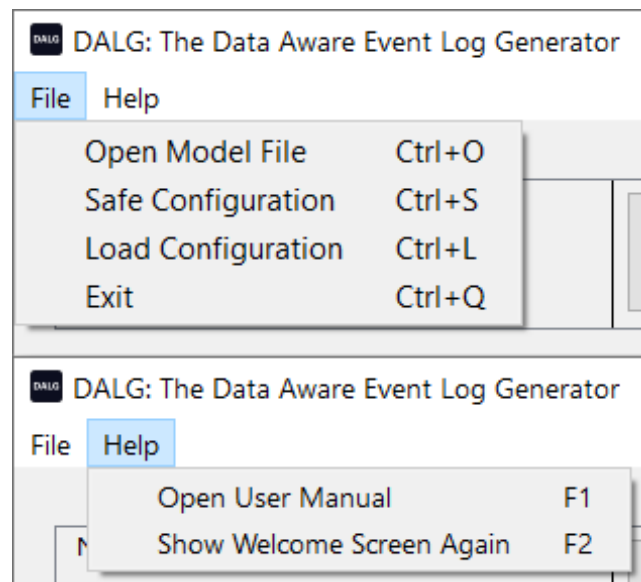 DALG DALG: The Data Aware Event Log Generator
File Help
Open Model File Ctrl+O
Safe Configuration Ctrl+S
Load Configuration Ctrl+L
Exit Ctrl+Q
DALG DALG: The Data Aware Event Log Generator
File Help
Open User Manual F1
Show Welcome Screen Again F2